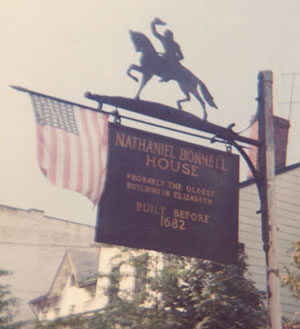 NATHANIEL BONNELL
HOUSE
PROBABLY THE OLDEST
BUILDING IN ELIZABETH
BUILT BEFORE
1682